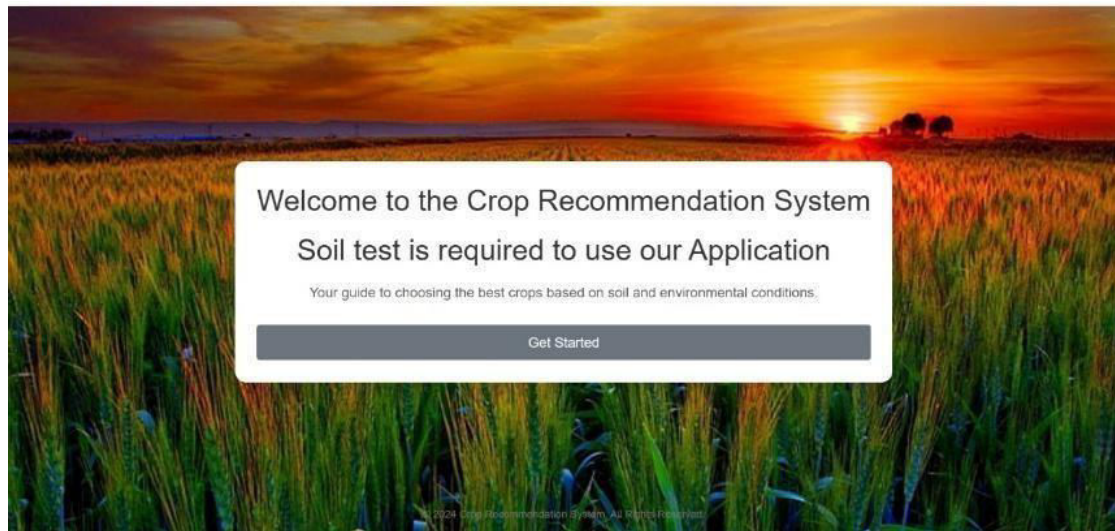 Welcome to the Crop Recommendation System
Soil test is required to use our Application
Your guide to choosing the best crops based on soil and environmental conditions.
Get Started
© 2024 Crop Recommendation System. All Rights Reserved.